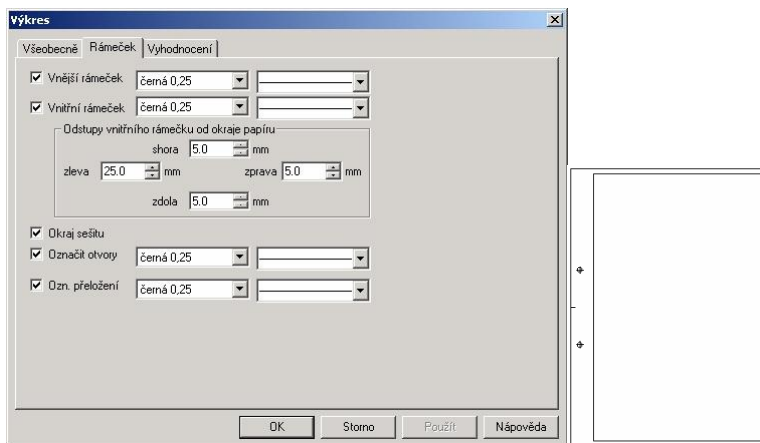 Výkres
Všeobecně Rámeček Vyhodnocení
Vnější rámeček černá 0,25
Vnitřní rámeček černá 0,25
Odstupy vnitřního rámečku od okraje papíru
shora 5.0 mm
zleva 25.0 mm zprava 5.0 mm
zdola 5.0 mm
Okraj sešitu
Označit otvory černá 0,25
Ozn. přeložení černá 0,25
OK Storno Použít Nápověda